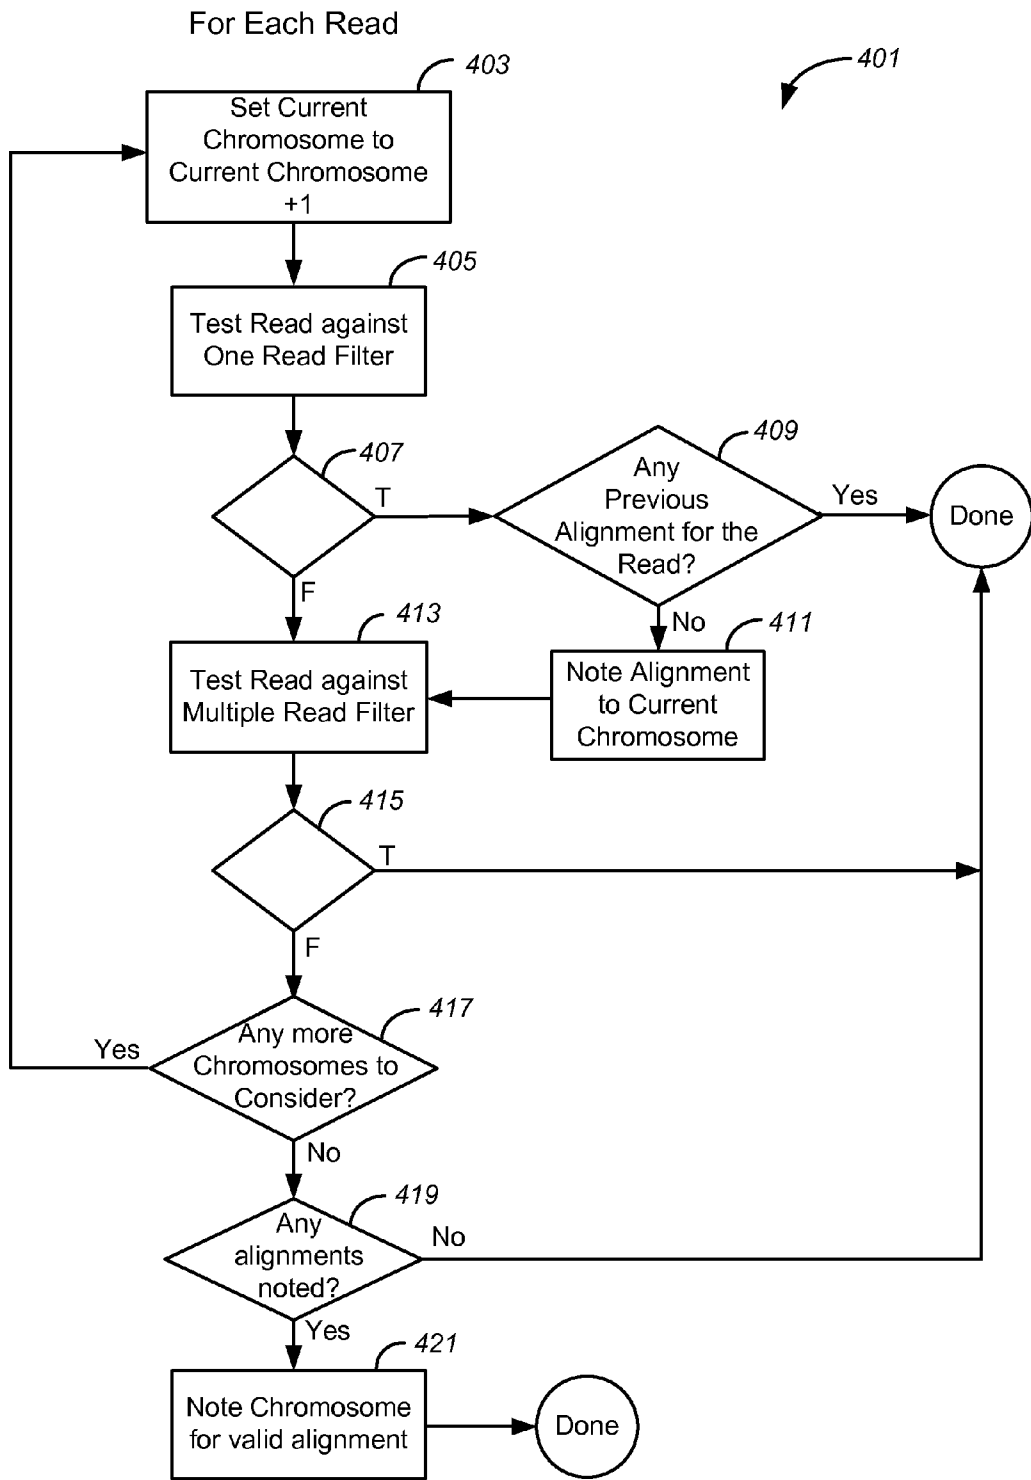 For Each Read
401
403
Set Current
Chromosome to
Current Chromosome
+1
405
Test Read against
One Read Filter
407
T
F
409
Any
Previous
Alignment for the
Read?
Yes
Done
No
411
Note Alignment
to Current
Chromosome
413
Test Read against
Multiple Read Filter
415
T
F
417
Any more
Chromosomes to
Consider?
Yes
No
419
Any
alignments
noted?
No
Yes
421
Note Chromosome
for valid alignment
Done